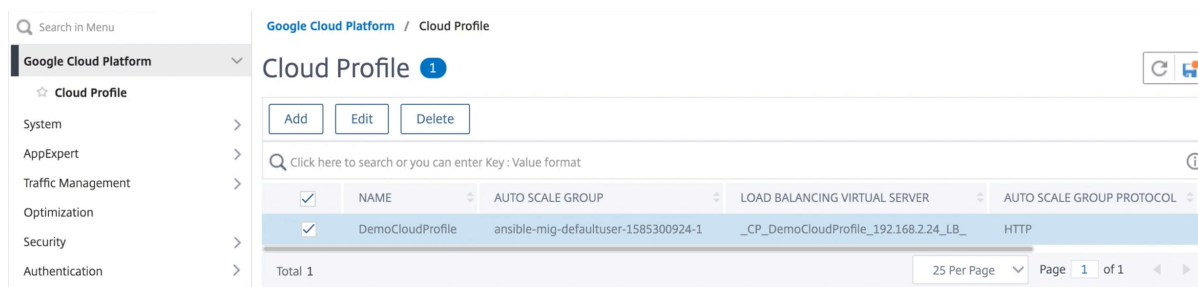 Search in Menu
Google Cloud Platform
Cloud Profile
System
AppExpert
Traffic Management
Optimization
Security
Authentication
Google Cloud Platform / Cloud Profile
Cloud Profile 1
Add Edit Delete
Click here to search or you can enter Key : Value format
NAME AUTO SCALE GROUP LOAD BALANCING VIRTUAL SERVER AUTO SCALE GROUP PROTOCOL
DemoCloudProfile ansible-mig-defaultuser-1585300924-1 _CP_DemoCloudProfile_192.168.2.24_LB_ HTTP
Total 1 25 Per Page Page 1 of 1